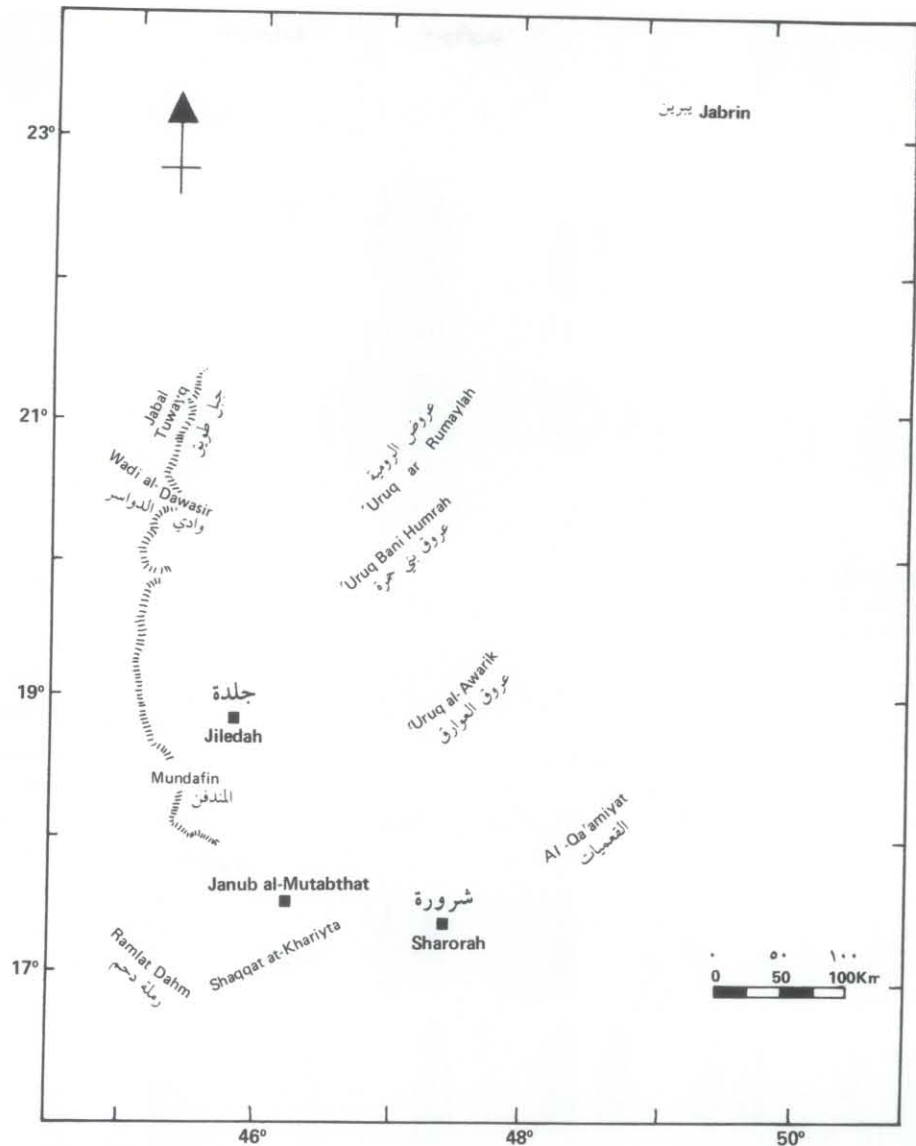 23°
يبرين Jabrin
21°
Jabal
Tuwayq
جبل طويق
Wadi al-Dawasir
وادي الدواسر
عروض الرومية
'Uruq ar Rumaylah
'Uruq Bani Humrah
عروق بني حمرة
19°
جلدة
Jiledah
'Uruq al-Awarik
عروق العوارق
Mundafin
المندفن
Al-Qa'amiyat
القعميات
Janub al-Mutabthat
شرورة
Sharorah
17°
Ramlat Dahm
رملة دحم
Shaqqat at-Khariyta
٠ ٥٠ ١٠٠
0 50 100Km
46° 48° 50°